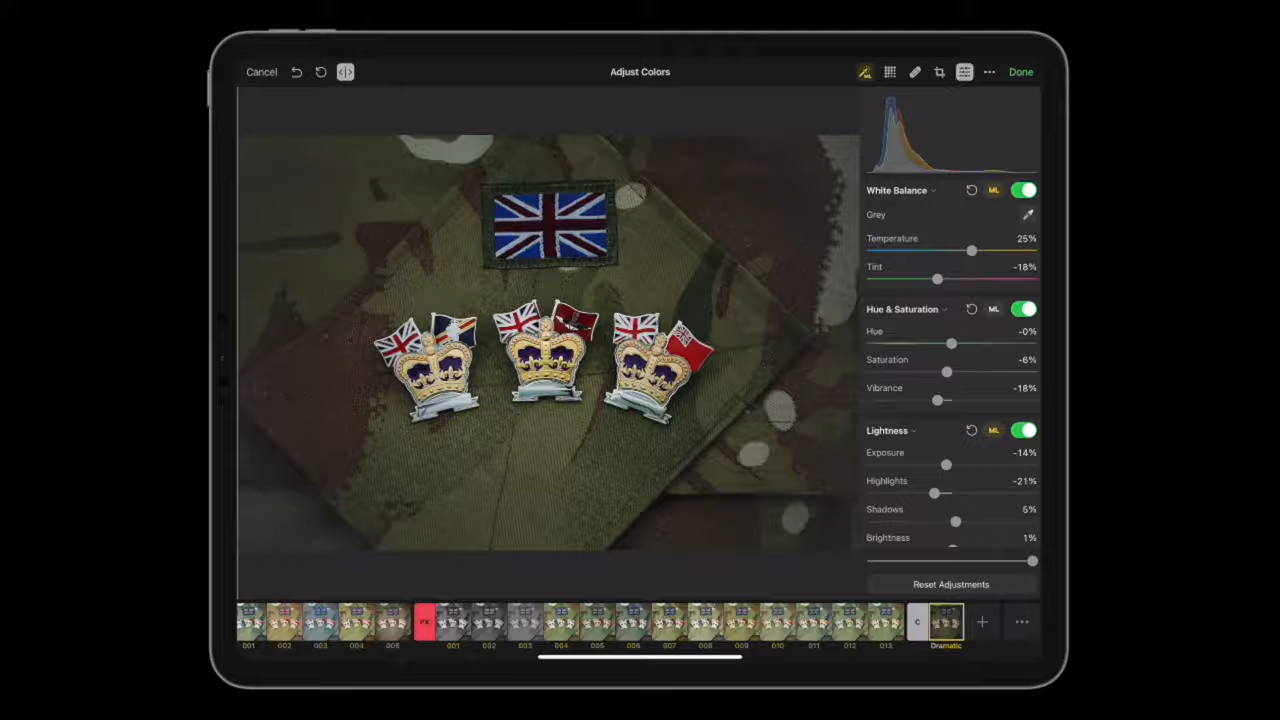 Cancel Adjust Colors ML Done
White Balance ML
Grey
Temperature 25%
Tint -18%
Hue & Saturation ML
Hue -0%
Saturation -6%
Vibrance -18%
Lightness ML
Exposure -14%
Highlights -21%
Shadows 5%
Brightness 1%
Reset Adjustments
FX C
001 002 003 004 005 001 002 003 004 005 006 007 008 009 010 011 012 013 Dramatic